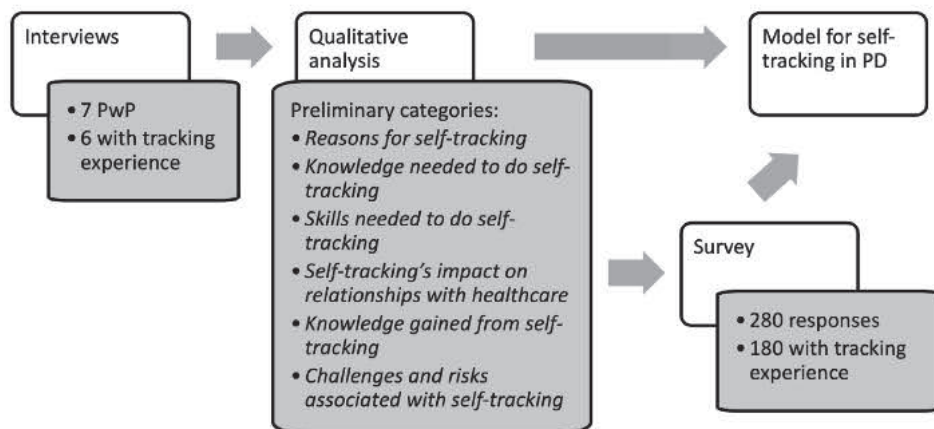 Interviews
• 7 PwP
• 6 with tracking
experience
Qualitative
analysis
Preliminary categories:
• Reasons for self-tracking
• Knowledge needed to do self-
tracking
• Skills needed to do self-
tracking
• Self-tracking's impact on
relationships with healthcare
• Knowledge gained from self-
tracking
• Challenges and risks
associated with self-tracking
Survey
• 280 responses
• 180 with tracking
experience
Model for self-
tracking in PD